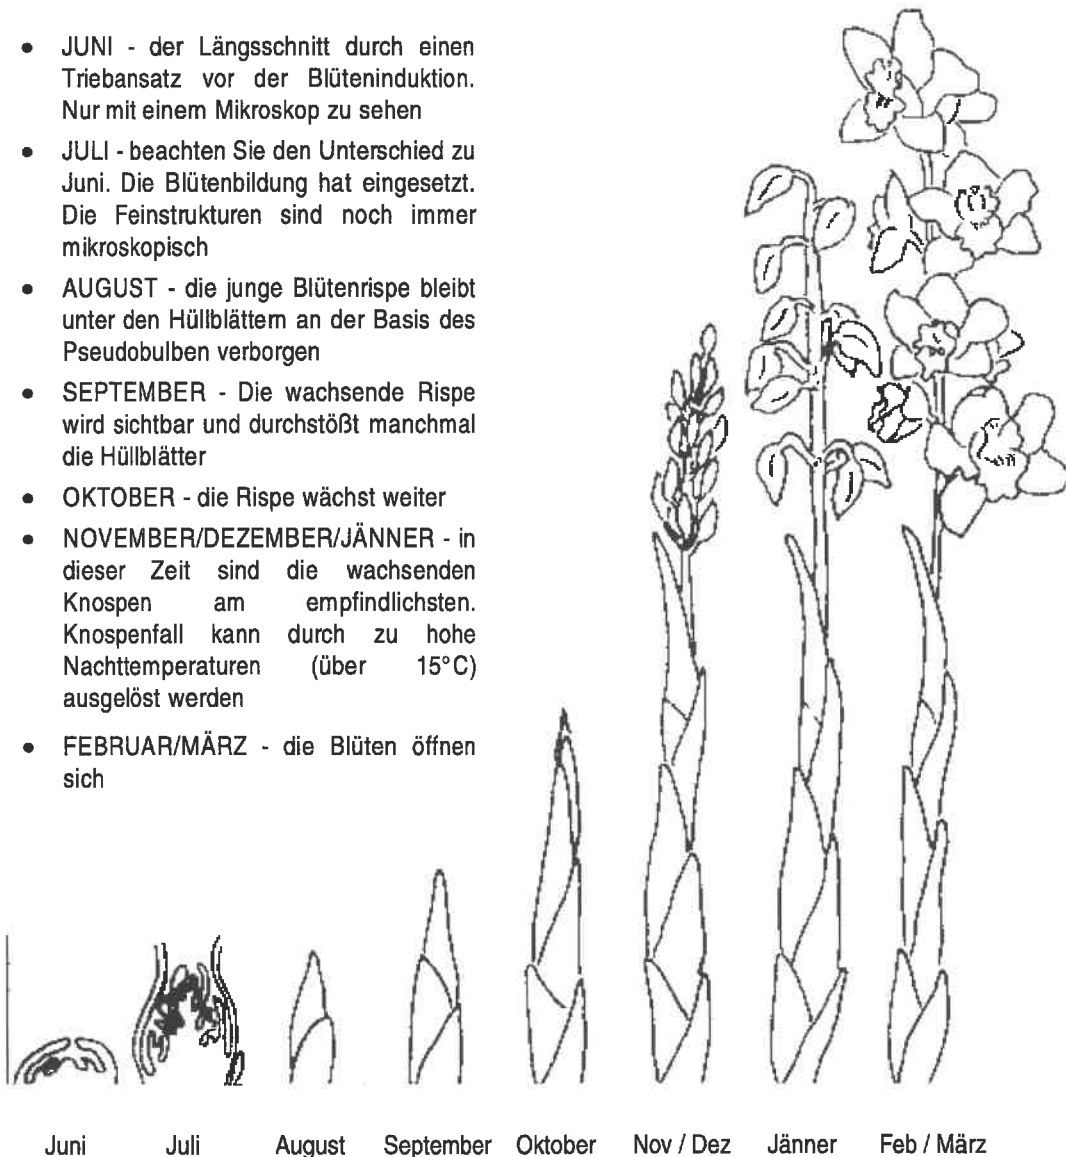 • JUNI - der Längsschnitt durch einen
Triebansatz vor der Blüteninduktion.
Nur mit einem Mikroskop zu sehen
• JULI - beachten Sie den Unterschied zu
Juni. Die Blütenbildung hat eingesetzt.
Die Feinstrukturen sind noch immer
mikroskopisch
• AUGUST - die junge Blütenrispe bleibt
unter den Hüllblättern an der Basis des
Pseudobulben verborgen
• SEPTEMBER - Die wachsende Rispe
wird sichtbar und durchstößt manchmal
die Hüllblätter
• OKTOBER - die Rispe wächst weiter
• NOVEMBER/DEZEMBER/JÄNNER - in
dieser Zeit sind die wachsenden
Knospen am empfindlichsten.
Knospenfall kann durch zu hohe
Nachttemperaturen (über 15°C)
ausgelöst werden
• FEBRUAR/MÄRZ - die Blüten öffnen
sich
Juni Juli August September Oktober Nov / Dez Jänner Feb / März